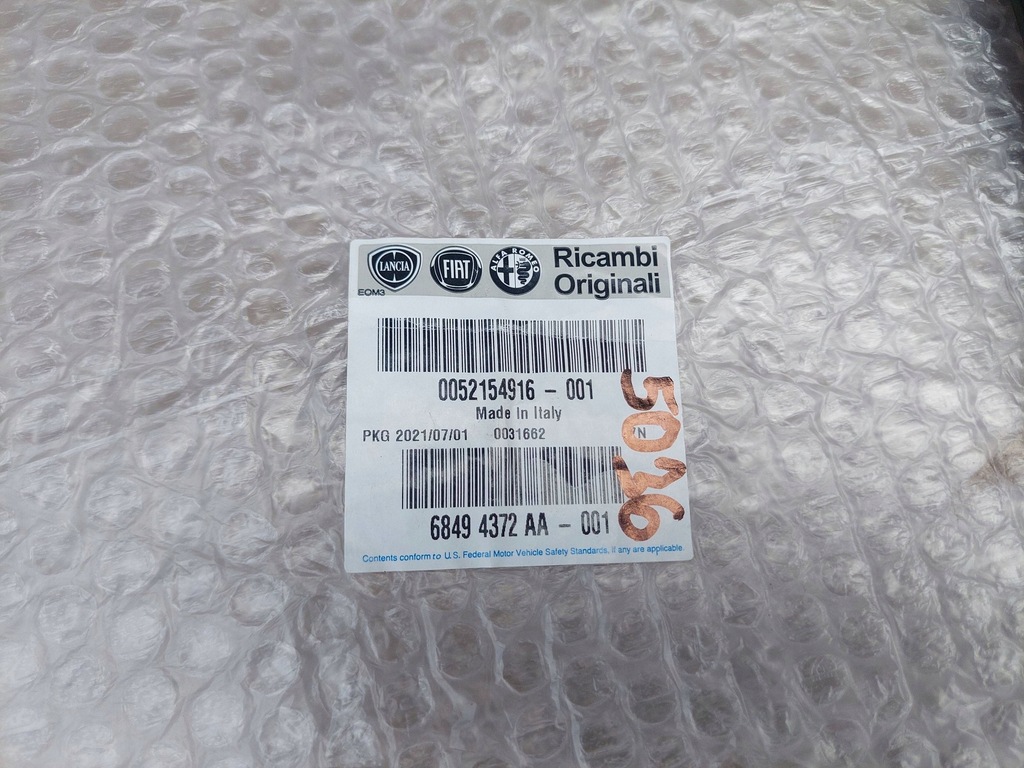 LANCIA
FIAT
ALFA ROMEO
Ricambi
Originali
EOM3
0052154916 - 001
Made In Italy
PKG 2021/07/01 0031662 N
6849 4372 AA - 001
Contents conform to U.S. Federal Motor Vehicle Safety Standards, if any are applicable.
5036